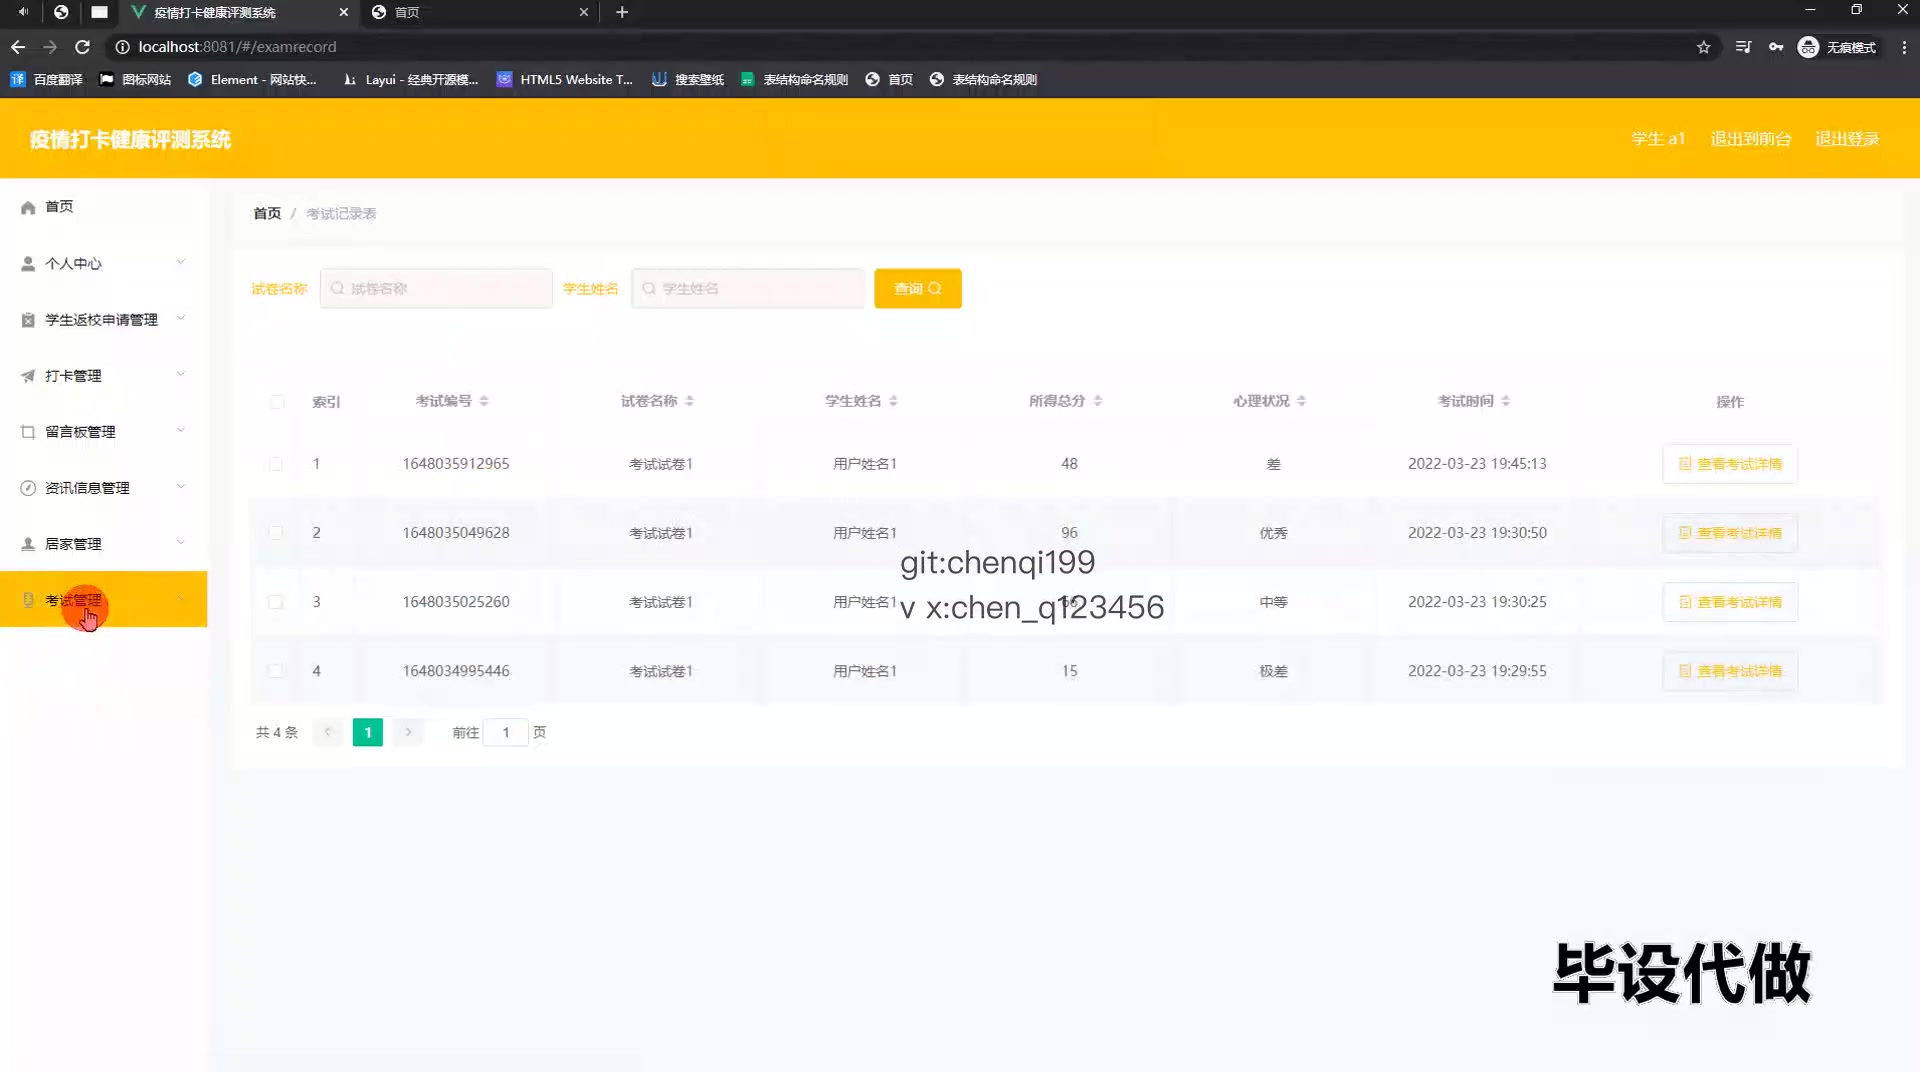 疫情打卡健康评测系统
首页
localhost:8081/#/examrecord
无痕模式
百度翻译
图标网站
Element - 网站快...
Layui - 经典开源模...
HTML5 Website T...
搜索壁纸
表结构命名规则
首页
表结构命名规则
疫情打卡健康评测系统
学生 a1
退出到前台
退出登录
首页
个人中心
学生返校申请管理
打卡管理
留言板管理
资讯信息管理
居家管理
考试管理
首页 / 考试记录表
试卷名称 试卷名称 学生姓名 学生姓名 查询
索引 考试编号 试卷名称 学生姓名 所得总分 心理状况 考试时间 操作
1 1648035912965 考试试卷1 用户姓名1 48 差 2022-03-23 19:45:13 查看考试详情
2 1648035049628 考试试卷1 用户姓名1 96 优秀 2022-03-23 19:30:50 查看考试详情
git:chenqi199
3 1648035025260 考试试卷1 用户姓名1 中等 2022-03-23 19:30:25 查看考试详情
v x:chen_q123456
4 1648034995446 考试试卷1 用户姓名1 15 极差 2022-03-23 19:29:55 查看考试详情
共 4 条 1 前往 1 页
毕设代做